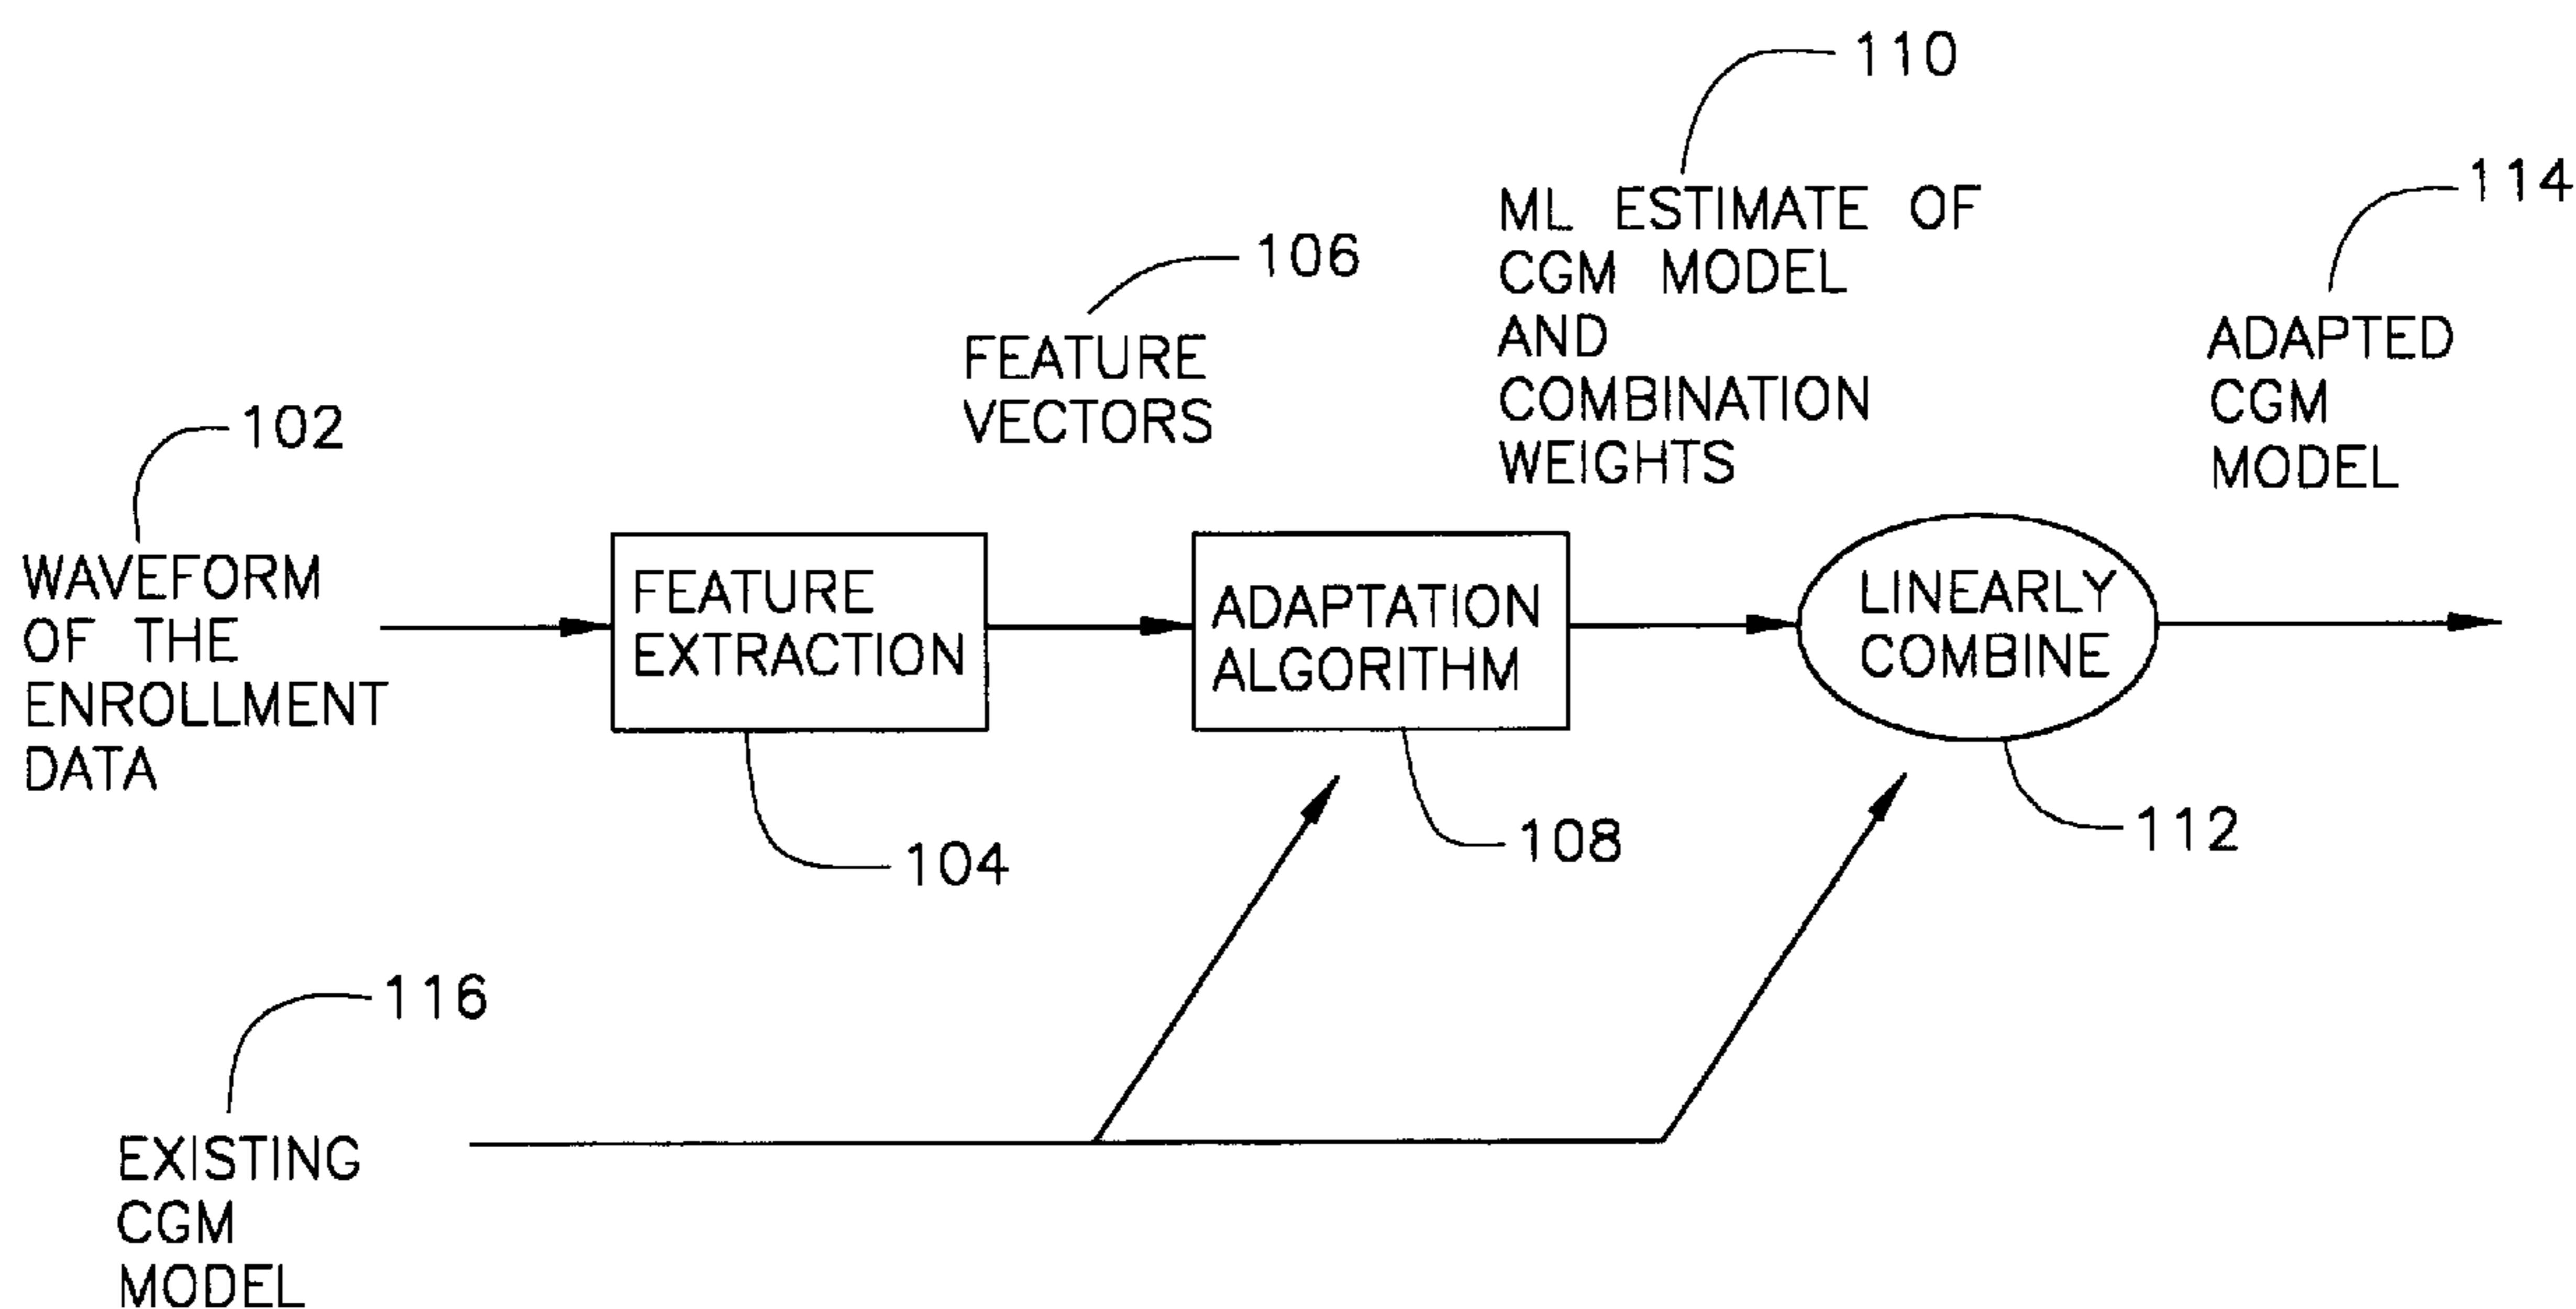 110
ML ESTIMATE OF
CGM MODEL
AND
COMBINATION
WEIGHTS
114
ADAPTED
CGM
MODEL
106
FEATURE
VECTORS
102
WAVEFORM
OF THE
ENROLLMENT
DATA
FEATURE
EXTRACTION
104
ADAPTATION
ALGORITHM
108
LINEARLY
COMBINE
112
116
EXISTING
CGM
MODEL